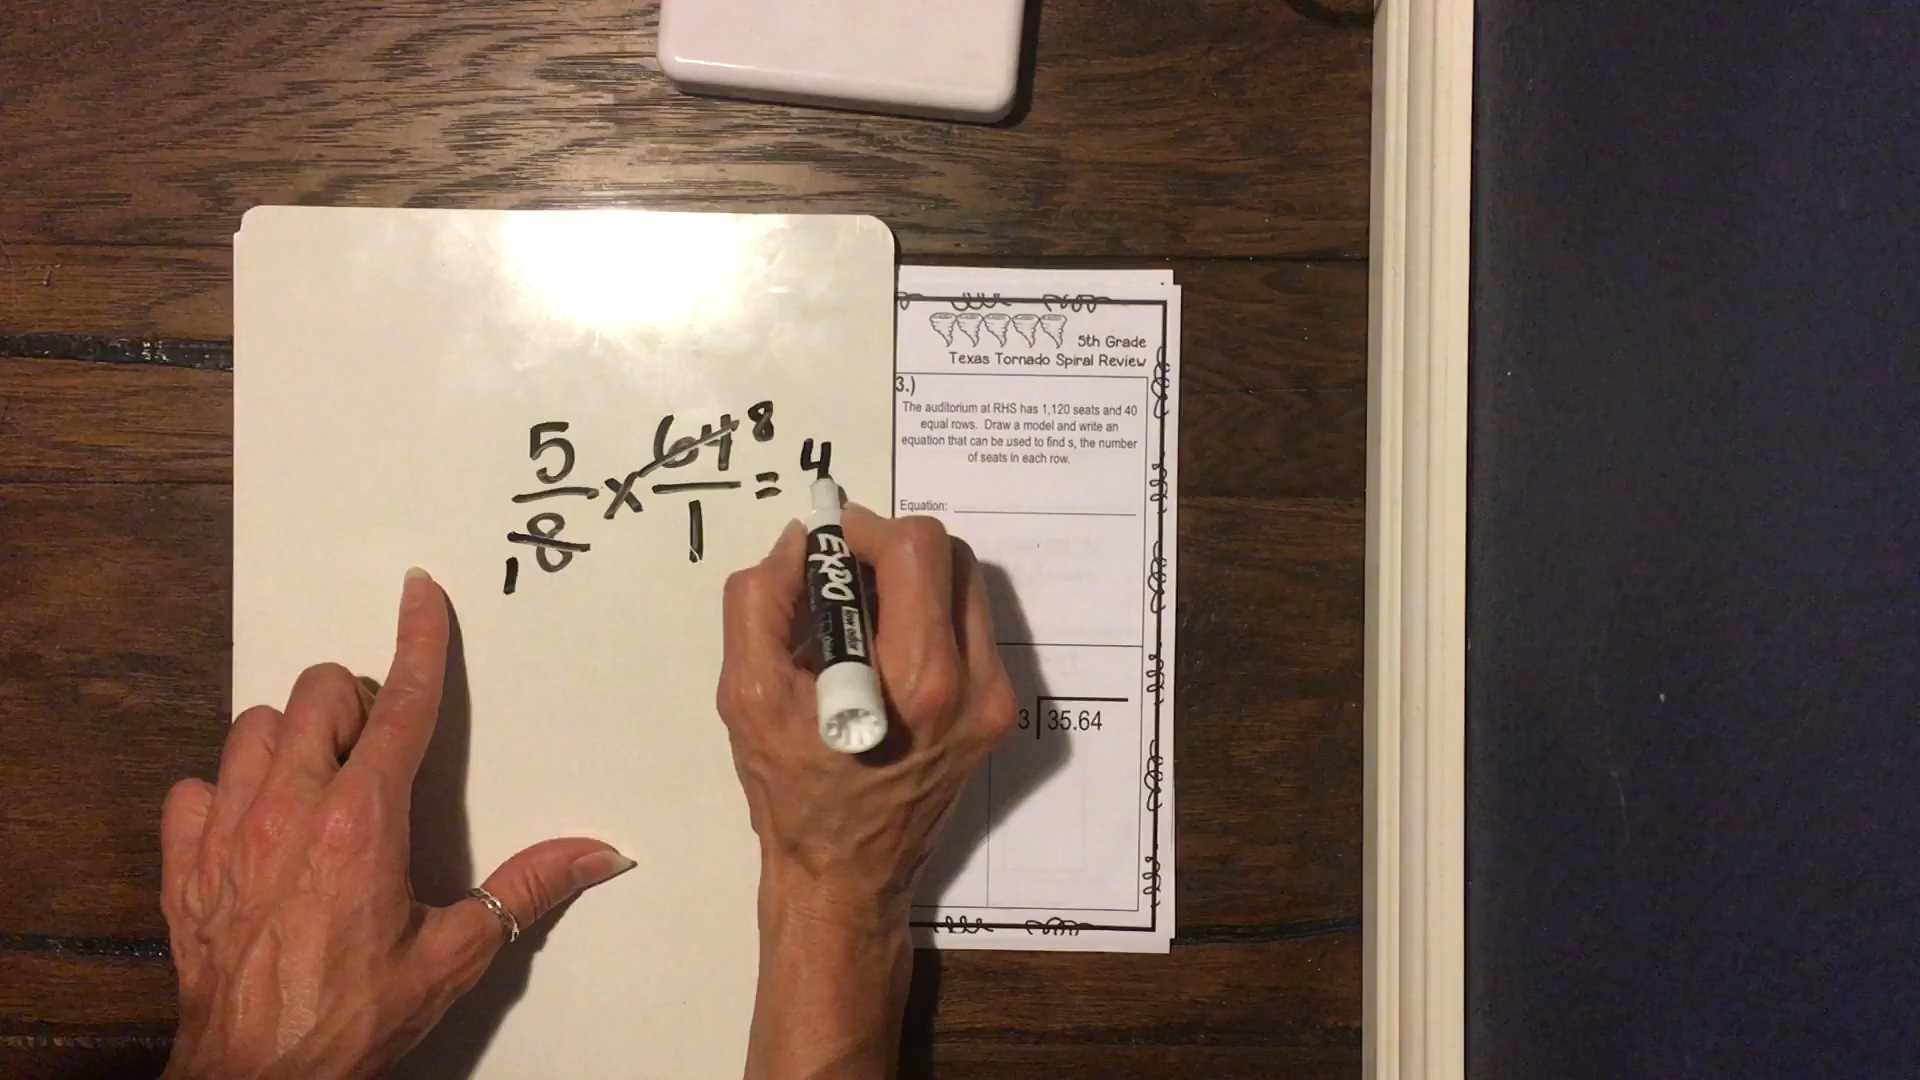 5/8 x 64/1 = 4
8
1
EXPO
low odor
5th Grade
Texas Tornado Spiral Review
3.)
The auditorium at RHS has 1,120 seats and 40
equal rows. Draw a model and write an
equation that can be used to find s, the number
of seats in each row.
Equation:
3 35.64